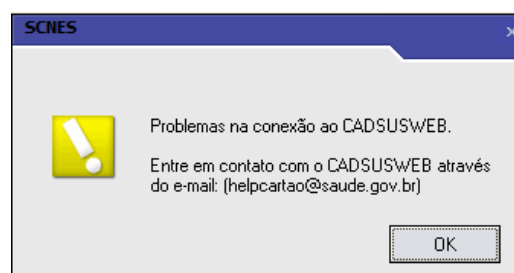 SCNES
Problemas na conexão ao CADSUSWEB.
Entre em contato com o CADSUSWEB através
do e-mail: (helpcartao@saude.gov.br)
OK